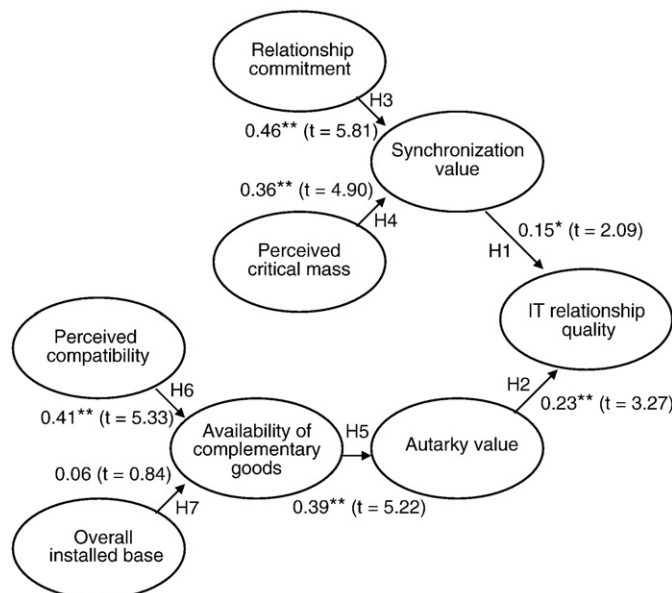 Relationship
commitment
H3
0.46** (t = 5.81)
Synchronization
value
0.36** (t = 4.90)
H4
Perceived
critical mass
0.15* (t = 2.09)
H1
IT relationship
quality
Perceived
compatibility
H6
0.41** (t = 5.33)
H2
0.23** (t = 3.27)
Availability of
complementary
goods
H5
Autarky value
0.06 (t = 0.84)
H7
0.39** (t = 5.22)
Overall
installed base